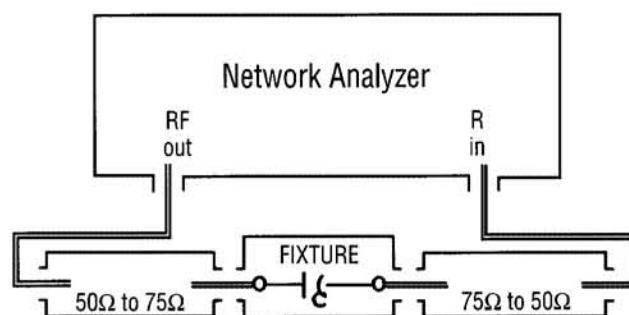 Network Analyzer
RF
out
R
in
FIXTURE
50Ω to 75Ω
75Ω to 50Ω